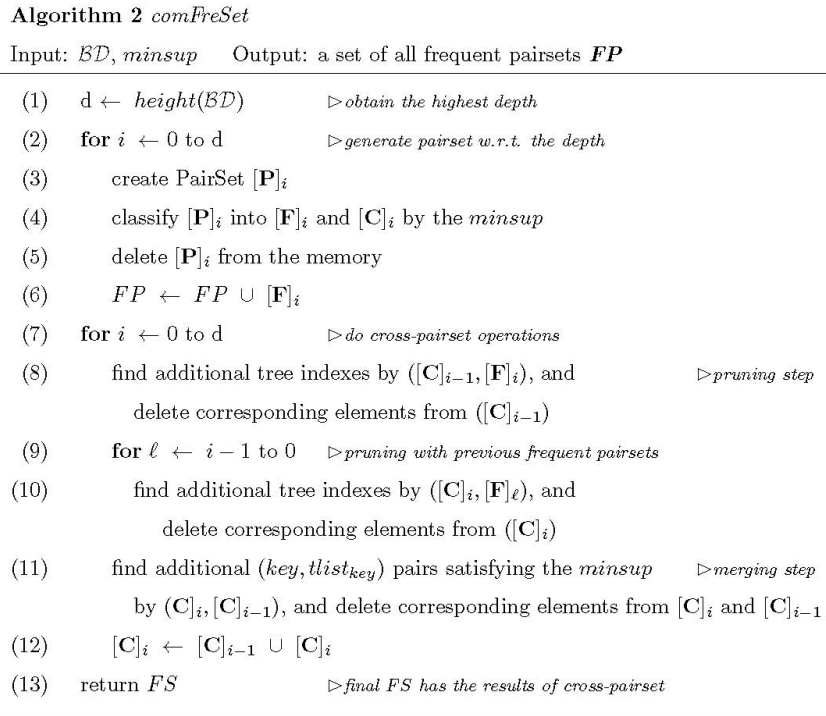 Algorithm 2 comFreSet
Input: BD, minsup Output: a set of all frequent pairsets FP
(1) d ← height(BD) ▷obtain the highest depth
(2) for i ← 0 to d ▷generate pairset w.r.t. the depth
(3) create PairSet [P]ᵢ
(4) classify [P]ᵢ into [F]ᵢ and [C]ᵢ by the minsup
(5) delete [P]ᵢ from the memory
(6) FP ← FP ∪ [F]ᵢ
(7) for i ← 0 to d ▷do cross-pairset operations
(8) find additional tree indexes by ([C]ᵢ₋₁,[F]ᵢ), and ▷pruning step
delete corresponding elements from ([C]ᵢ₋₁)
(9) for ℓ ← i − 1 to 0 ▷pruning with previous frequent pairsets
(10) find additional tree indexes by ([C]ᵢ,[F]ℓ), and
delete corresponding elements from ([C]ᵢ)
(11) find additional (key, tlist_key) pairs satisfying the minsup ▷merging step
by (C]ᵢ,[C]ᵢ₋₁), and delete corresponding elements from [C]ᵢ and [C]ᵢ₋₁
(12) [C]ᵢ ← [C]ᵢ₋₁ ∪ [C]ᵢ
(13) return FS ▷final FS has the results of cross-pairset